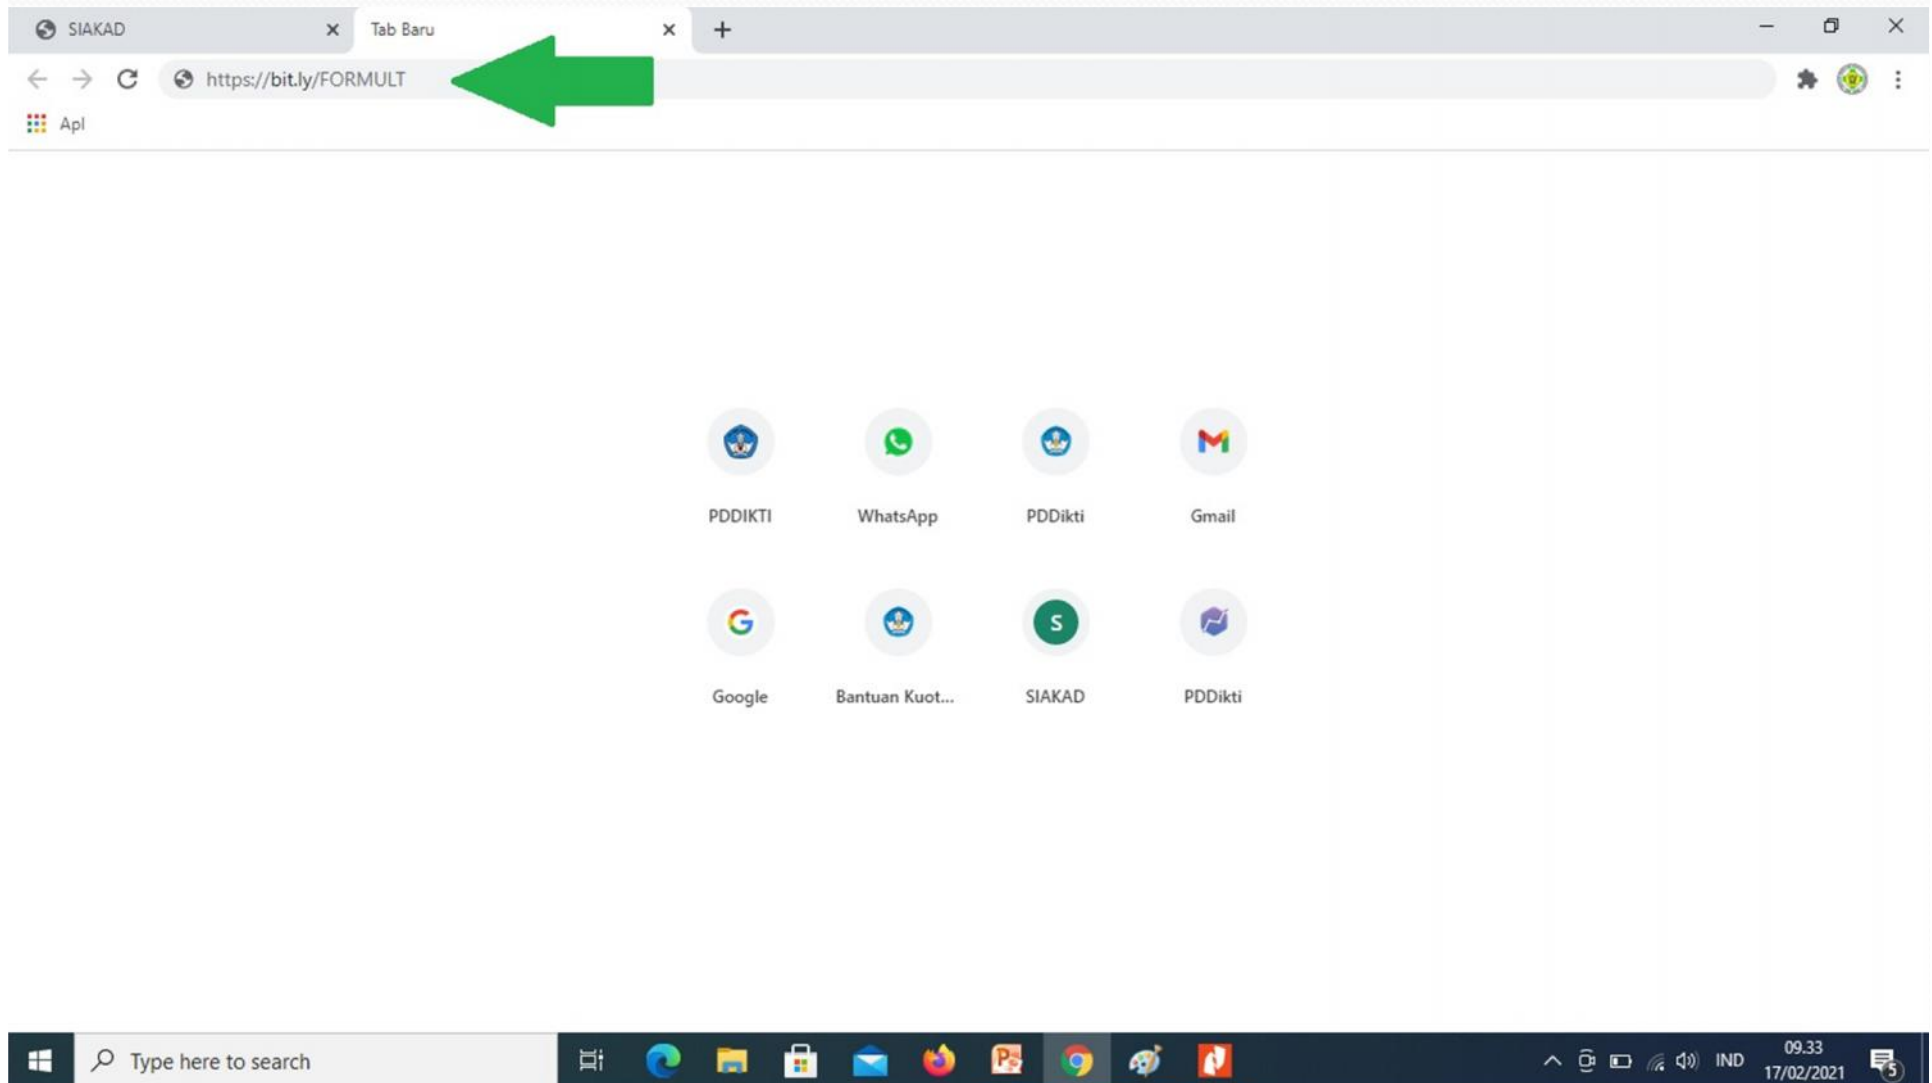 SIAKAD
Tab Baru
https://bit.ly/FORMULT
Apl
PDDIKTI
WhatsApp
PDDikti
Gmail
Google
Bantuan Kuot...
S
SIAKAD
PDDikti
Type here to search
IND
09.33
17/02/2021
5